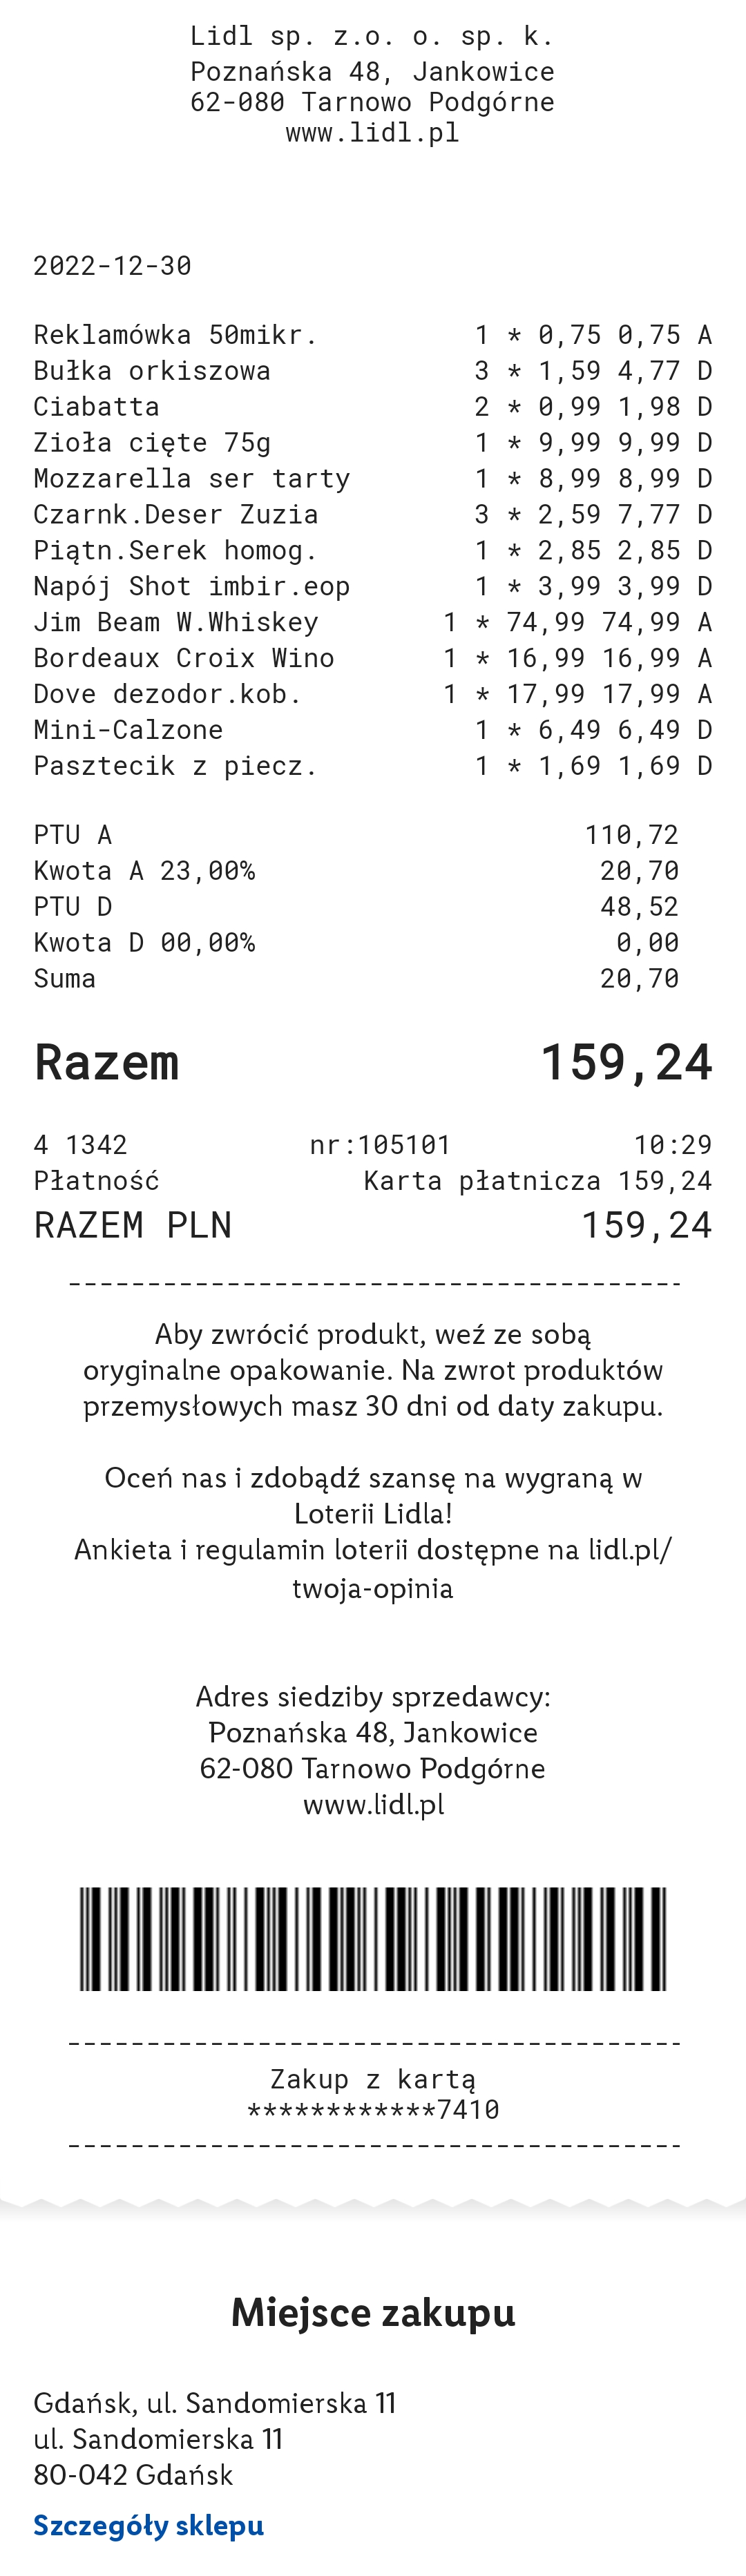 Lidl sp. z.o. o. sp. k.
Poznańska 48, Jankowice
62-080 Tarnowo Podgórne
www.lidl.pl
2022-12-30
Reklamówka 50mikr. 1 * 0,75 0,75 A
Bułka orkiszowa 3 * 1,59 4,77 D
Ciabatta 2 * 0,99 1,98 D
Zioła cięte 75g 1 * 9,99 9,99 D
Mozzarella ser tarty 1 * 8,99 8,99 D
Czarnk.Deser Zuzia 3 * 2,59 7,77 D
Piątn.Serek homog. 1 * 2,85 2,85 D
Napój Shot imbir.eop 1 * 3,99 3,99 D
Jim Beam W.Whiskey 1 * 74,99 74,99 A
Bordeaux Croix Wino 1 * 16,99 16,99 A
Dove dezodor.kob. 1 * 17,99 17,99 A
Mini-Calzone 1 * 6,49 6,49 D
Pasztecik z piecz. 1 * 1,69 1,69 D
PTU A 110,72
Kwota A 23,00% 20,70
PTU D 48,52
Kwota D 00,00% 0,00
Suma 20,70
Razem 159,24
4 1342 nr:105101 10:29
Płatność Karta płatnicza 159,24
RAZEM PLN 159,24
---------------------------------------
Aby zwrócić produkt, weź ze sobą
oryginalne opakowanie. Na zwrot produktów
przemysłowych masz 30 dni od daty zakupu.
Oceń nas i zdobądź szansę na wygraną w
Loterii Lidla!
Ankieta i regulamin loterii dostępne na lidl.pl/
twoja-opinia
Adres siedziby sprzedawcy:
Poznańska 48, Jankowice
62-080 Tarnowo Podgórne
www.lidl.pl
---------------------------------------
Zakup z kartą
************7410
---------------------------------------
Miejsce zakupu
Gdańsk, ul. Sandomierska 11
ul. Sandomierska 11
80-042 Gdańsk
Szczegóły sklepu